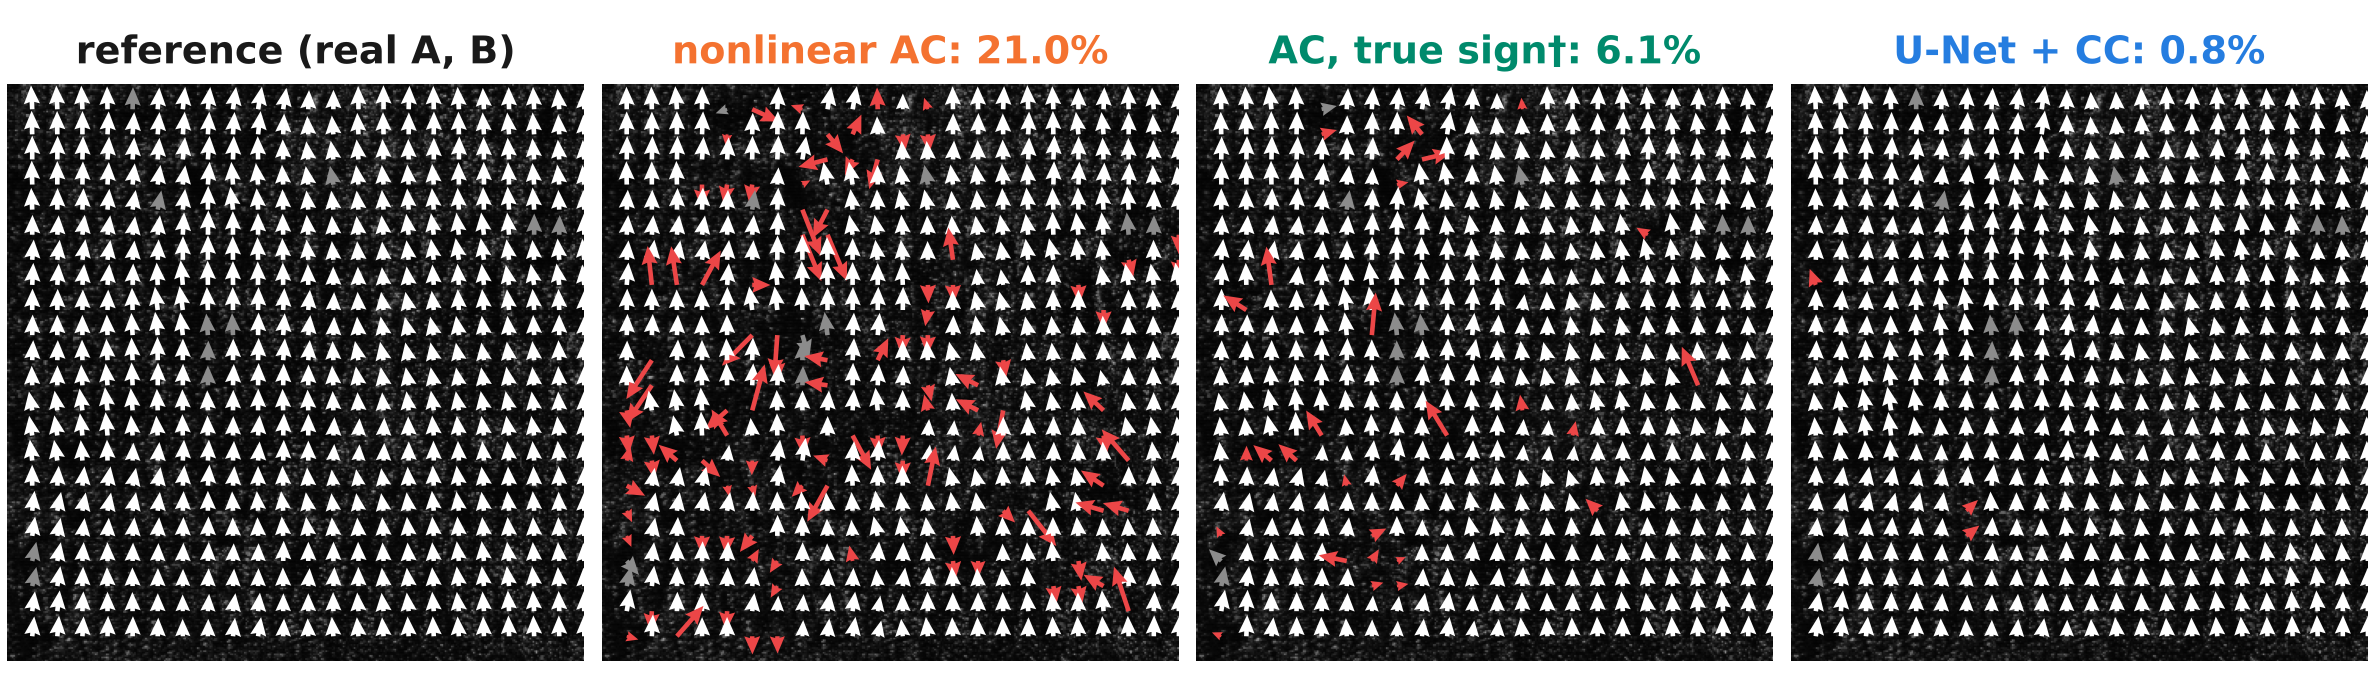 reference (real A, B)
nonlinear AC: 21.0%
AC, true sign†: 6.1%
U-Net + CC: 0.8%